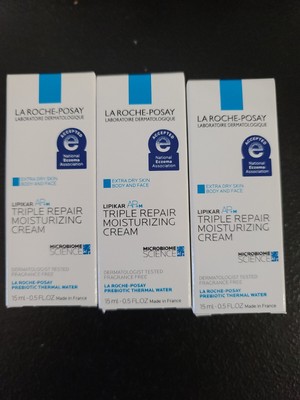 LA ROCHE-POSAY
LABORATOIRE DERMATOLOGIQUE
ACCEPTED
e
National
Eczema
Association
EXTRA DRY SKIN
BODY AND FACE
LIPIKAR AP+M
TRIPLE REPAIR
MOISTURIZING
CREAM
MICROBIOME
SCIENCE
DERMATOLOGIST TESTED
FRAGRANCE FREE
LA ROCHE-POSAY
PREBIOTIC THERMAL WATER
15 ml - 0.5 FL.OZ Made in France
LA ROCHE-POSAY
LABORATOIRE DERMATOLOGIQUE
ACCEPTED
e
National
Eczema
Association
EXTRA DRY SKIN
BODY AND FACE
LIPIKAR AP+M
TRIPLE REPAIR
MOISTURIZING
CREAM
MICROBIOME
SCIENCE
DERMATOLOGIST TESTED
FRAGRANCE FREE
LA ROCHE-POSAY
PREBIOTIC THERMAL WATER
15 ml - 0.5 FL.OZ Made in France
LA ROCHE-POSAY
LABORATOIRE DERMATOLOGIQUE
ACCEPTED
e
National
Eczema
Association
EXTRA DRY SKIN
BODY AND FACE
LIPIKAR AP+M
TRIPLE REPAIR
MOISTURIZING
CREAM
MICROBIOME
SCIENCE
DERMATOLOGIST TESTED
FRAGRANCE FREE
LA ROCHE-POSAY
PREBIOTIC THERMAL WATER
15 ml - 0.5 FL.OZ Made in France